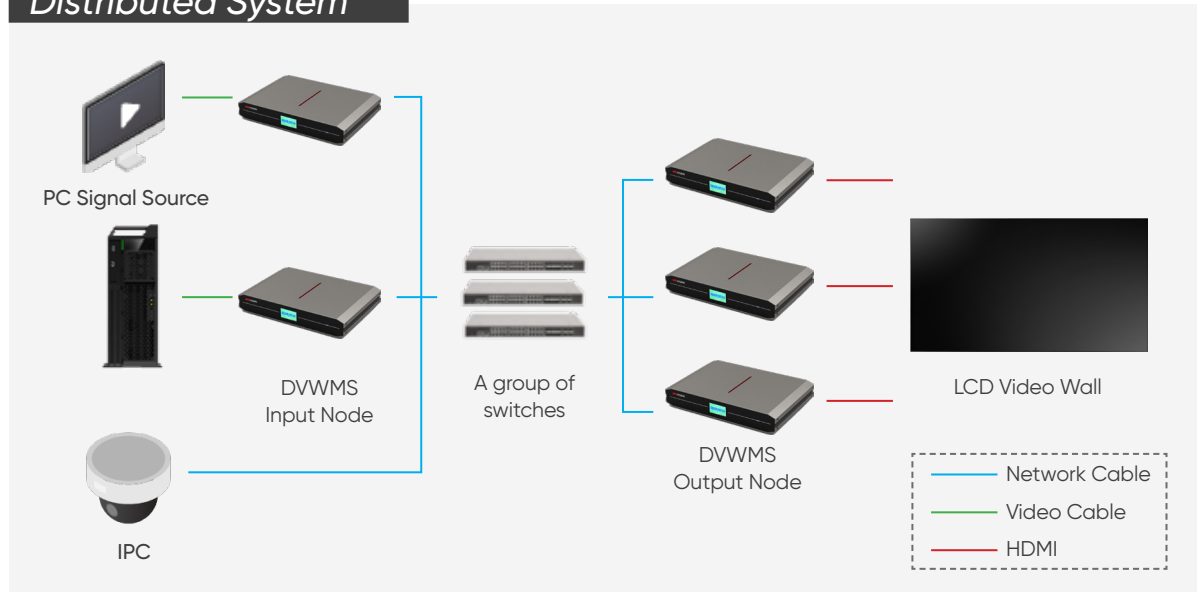 Distributed System
PC Signal Source
DVWMS
Input Node
A group of
switches
LCD Video Wall
DVWMS
Output Node
IPC
Network Cable
Video Cable
HDMI